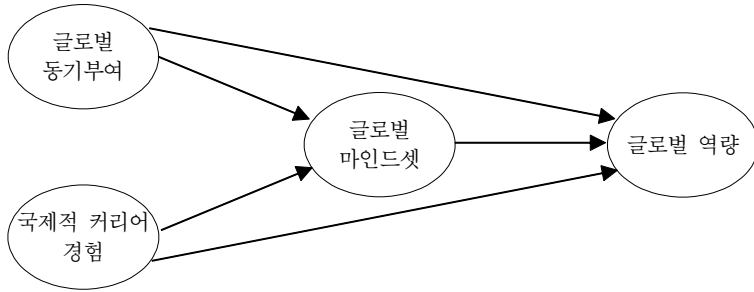 글로벌
동기부여
글로벌
마인드셋
글로벌 역량
국제적 커리어
경험